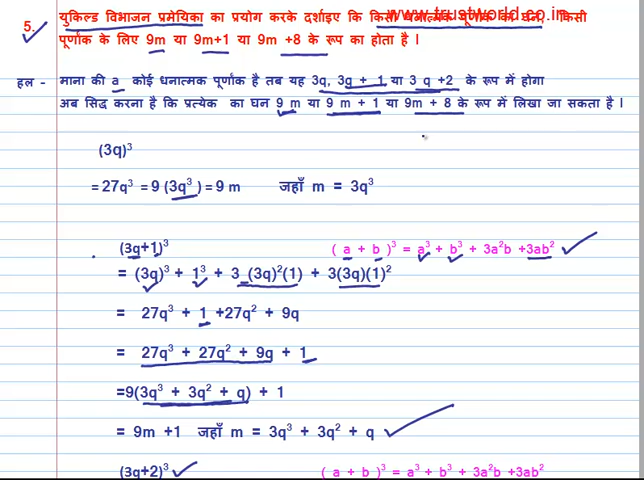 www.trustworld.co.in
5. युकिल्ड विभाजन प्रमेयिका का प्रयोग करके दर्शाइए कि किसी धनात्मक पूर्णांक का घन, किसी
पूर्णांक के लिए 9m या 9m+1 या 9m +8 के रूप का होता है ।
हल - माना की a कोई धनात्मक पूर्णांक है तब यह 3q, 3q + 1 या 3 q +2 के रूप में होगा
अब सिद्ध करना है कि प्रत्येक का घन 9 m या 9 m + 1 या 9m + 8 के रूप में लिखा जा सकता है ।
(3q)³
= 27q³ = 9 (3q³ ) = 9 m जहाँ m = 3q³
(3q+1)³ ( a + b )³ = a³ + b³ + 3a²b +3ab²
= (3q)³ + 1³ + 3 (3q)²(1) + 3(3q)(1)²
= 27q³ + 1 +27q² + 9q
= 27q³ + 27q² + 9q + 1
=9(3q³ + 3q² + q) + 1
= 9m +1 जहाँ m = 3q³ + 3q² + q
(3q+2)³ ( a + b )³ = a³ + b³ + 3a²b +3ab²